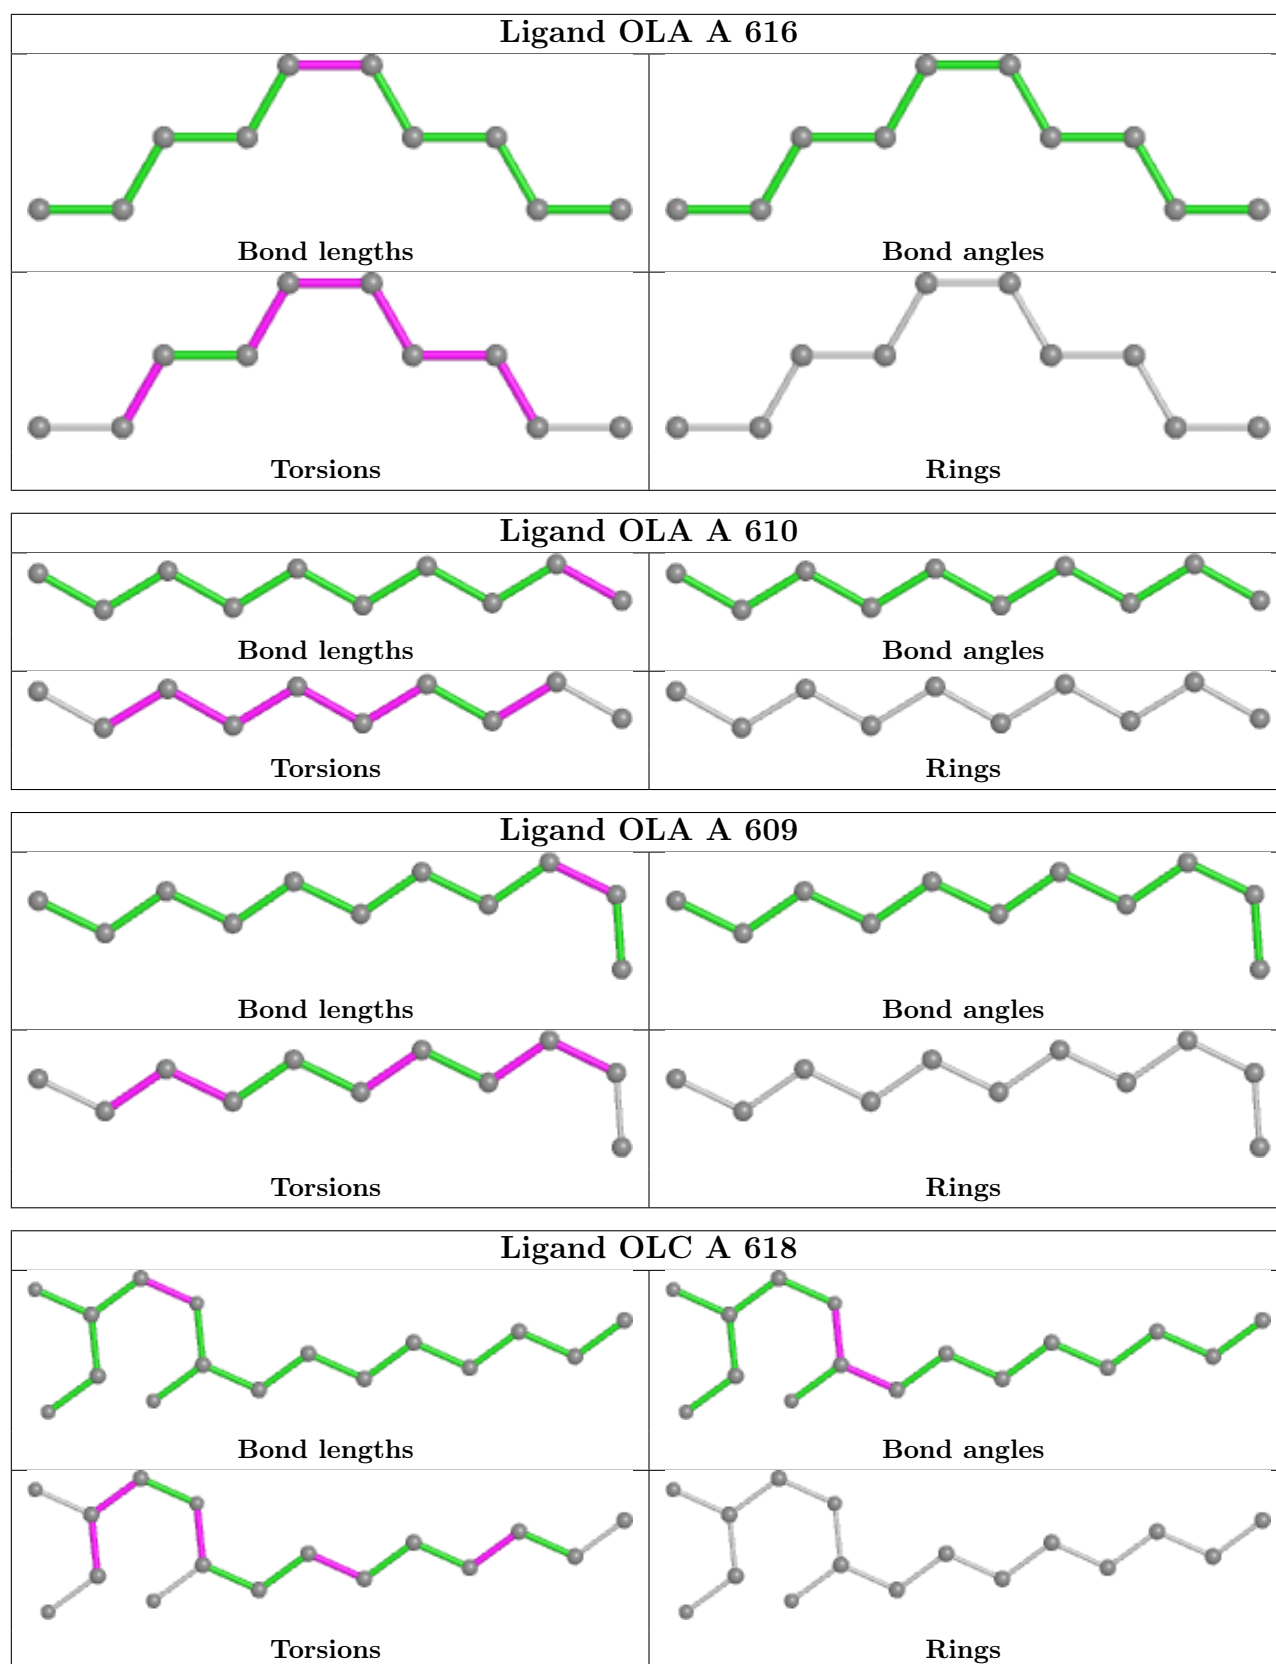 Ligand OLA A 616
Bond lengths
Bond angles
Torsions
Rings
Ligand OLA A 610
Bond lengths
Bond angles
Torsions
Rings
Ligand OLA A 609
Bond lengths
Bond angles
Torsions
Rings
Ligand OLC A 618
Bond lengths
Bond angles
Torsions
Rings